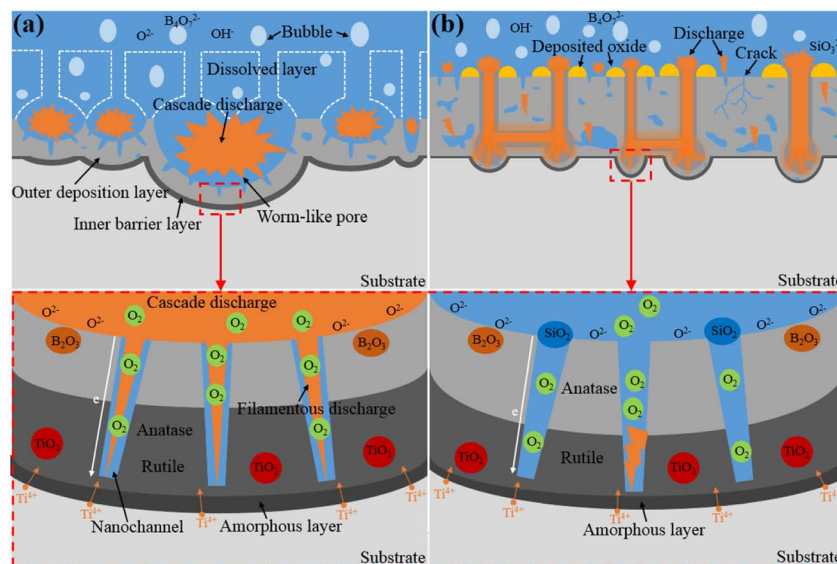 (a)
O²⁻
B₄O₇²⁻
OH⁻
Bubble
Dissolved layer
Cascade discharge
Outer deposition layer
Inner barrier layer
Worm-like pore
Substrate
(b)
OH⁻
B₄O₇²⁻
Deposited oxide
Discharge
Crack
Substrate
Cascade discharge
O²⁻
O²⁻
O₂
O₂
O₂
O²⁻
O²⁻
B₂O₃
B₂O₃
O₂
O₂
O₂
Filamentous discharge
e
Anatase
O₂
O₂
TiO₂
Rutile
TiO₂
TiO₂
Ti⁴⁺
Ti⁴⁺
Ti⁴⁺
Ti⁴⁺
Ti⁴⁺
Nanochannel
Amorphous layer
Substrate
O²⁻
O²⁻
SiO₂
O²⁻
O₂
O₂
O²⁻
SiO₂
O²⁻
O²⁻
B₂O₃
B₂O₃
O₂
O₂
O₂
Anatase
e
O₂
O₂
TiO₂
Rutile
TiO₂
TiO₂
Ti⁴⁺
Ti⁴⁺
Ti⁴⁺
Ti⁴⁺
Ti⁴⁺
Amorphous layer
Substrate